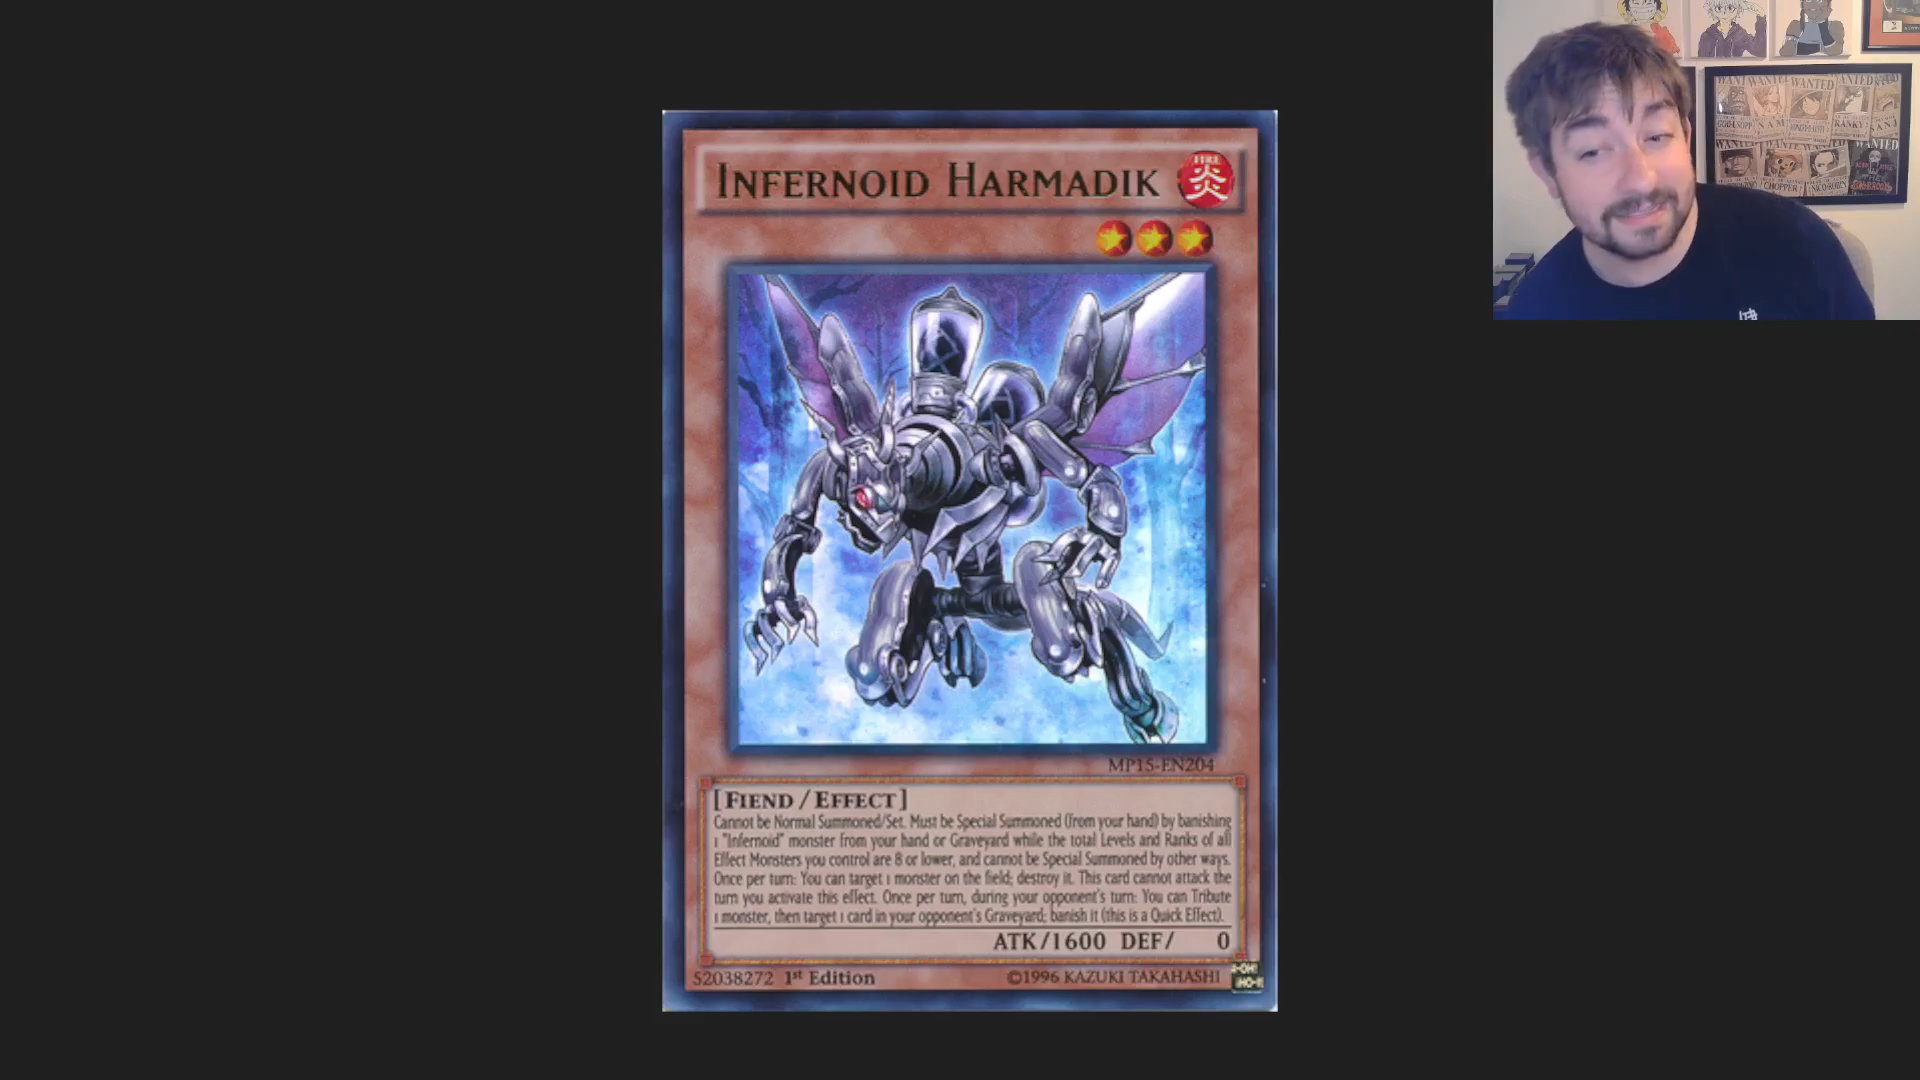 INFERNOID HARMADIK
FIRE
炎
MP15-EN204
[FIEND/EFFECT]
Cannot be Normal Summoned/Set. Must be Special Summoned (from your hand) by banishing
1 "Infernoid" monster from your hand or Graveyard while the total Levels and Ranks of all
Effect Monsters you control are 8 or lower, and cannot be Special Summoned by other ways.
Once per turn: You can target 1 monster on the field; destroy it. This card cannot attack the
turn you activate this effect. Once per turn, during your opponent's turn: You can Tribute
1 monster, then target 1 card in your opponent's Graveyard; banish it (this is a Quick Effect).
ATK/1600 DEF/ 0
52038272 1st Edition ©1996 KAZUKI TAKAHASHI
WANTED
WANTED
CHOPPER
NICO ROBIN